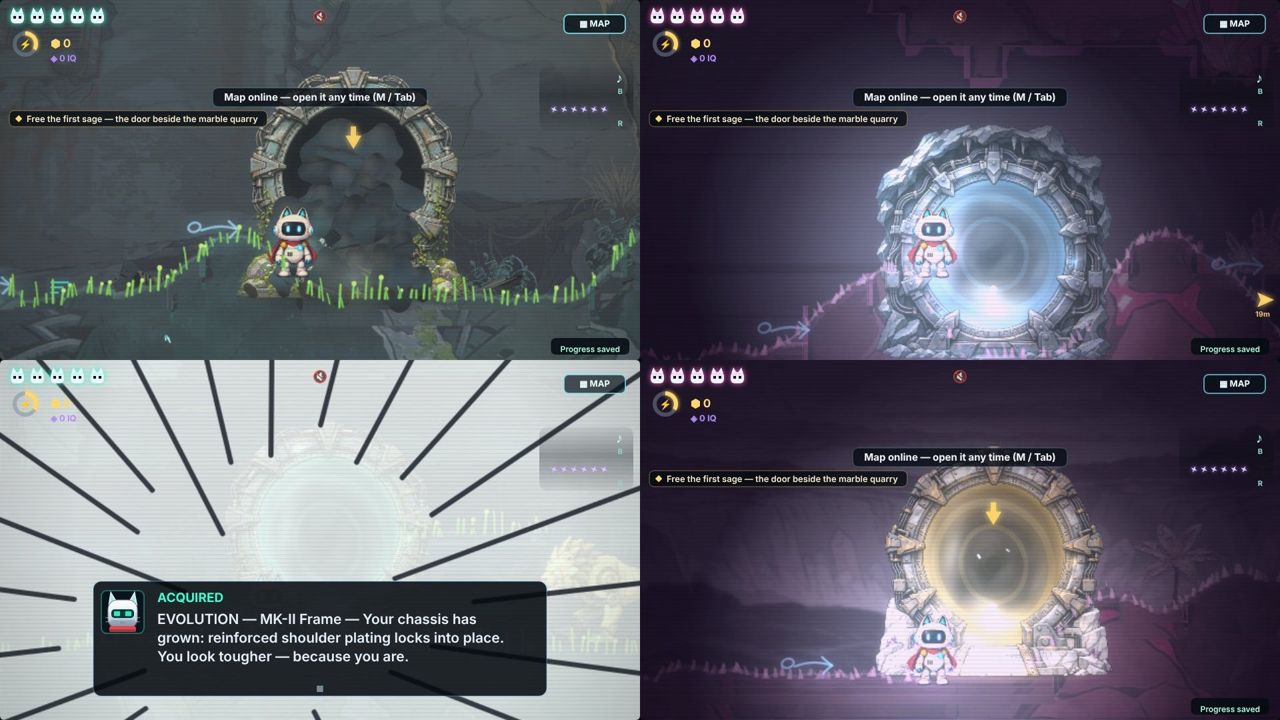 MAP
0
0 IQ
Map online — open it any time (M / Tab)
Free the first sage — the door beside the marble quarry
B
R
Progress saved
MAP
0
0 IQ
Map online — open it any time (M / Tab)
Free the first sage — the door beside the marble quarry
B
R
19m
Progress saved
MAP
0 IQ
B
ACQUIRED
EVOLUTION — MK-II Frame — Your chassis has
grown: reinforced shoulder plating locks into place.
You look tougher — because you are.
MAP
0
0 IQ
Map online — open it any time (M / Tab)
Free the first sage — the door beside the marble quarry
B
R
Progress saved